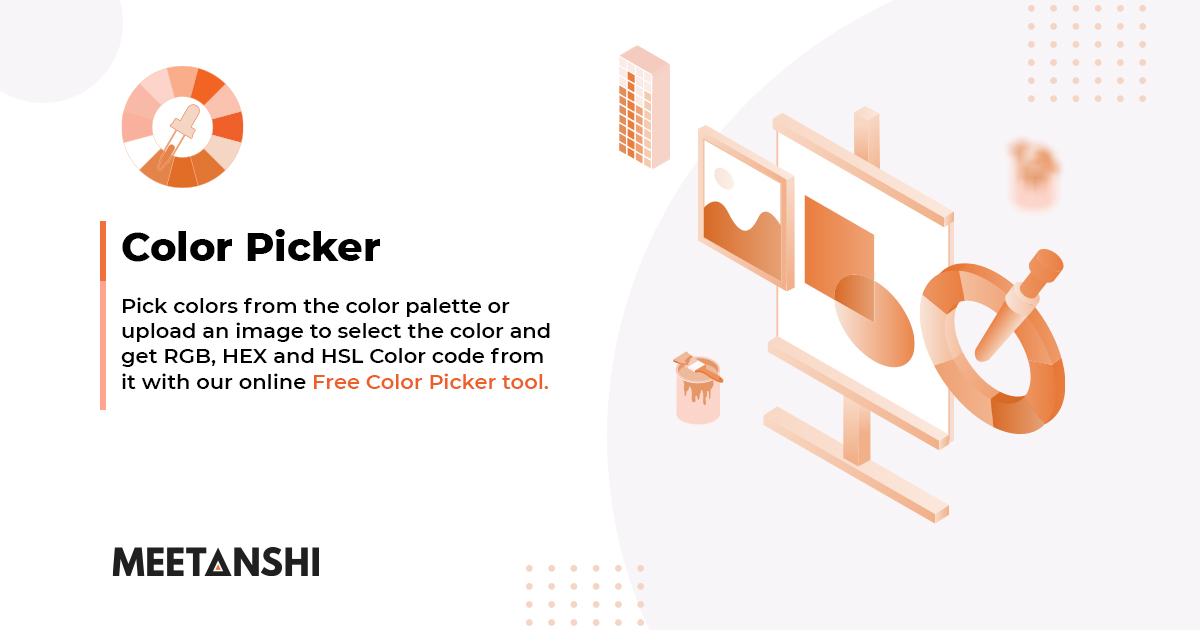 Color Picker
Pick colors from the color palette or
upload an image to select the color and
get RGB, HEX and HSL Color code from
it with our online Free Color Picker tool.
MEETANSHI